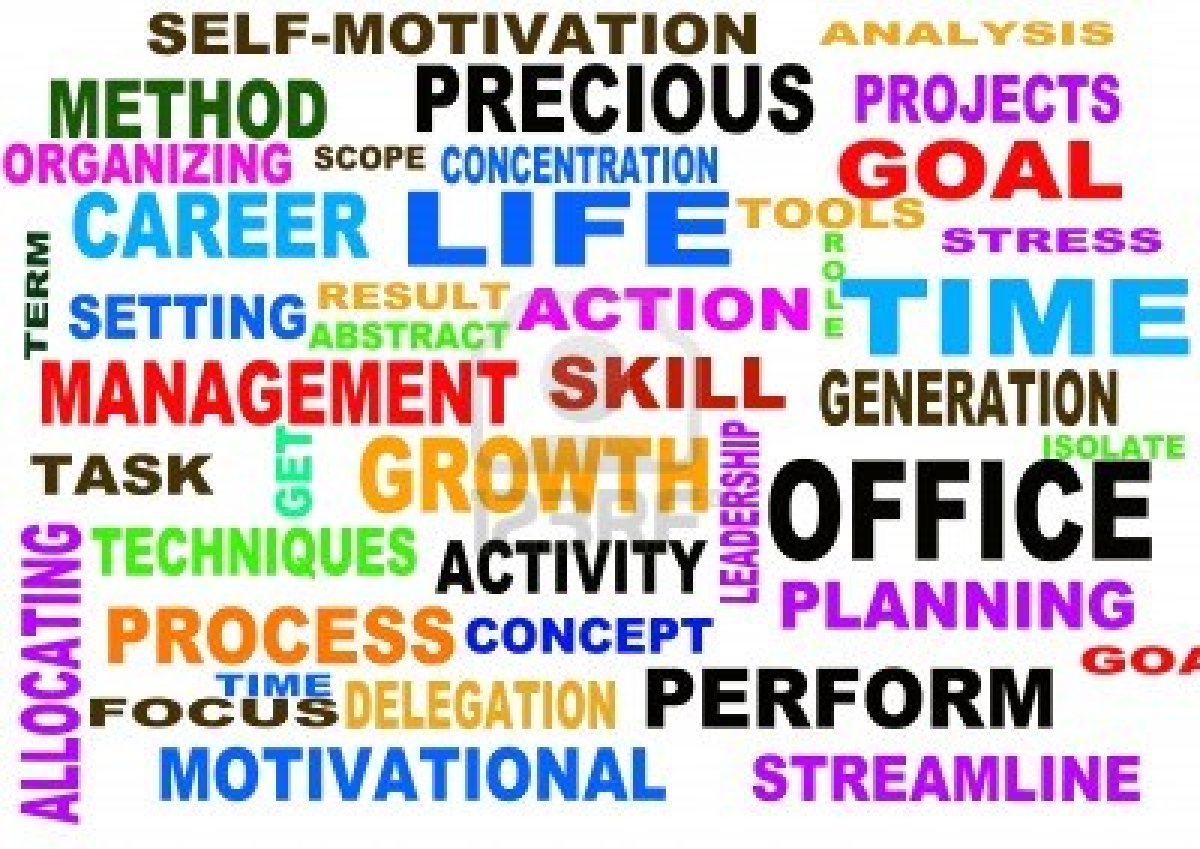 SELF-MOTIVATION
ANALYSIS
METHOD
PRECIOUS
PROJECTS
ORGANIZING
SCOPE
CONCENTRATION
GOAL
CAREER
LIFE
TOOLS
TERM
ROLE
STRESS
SETTING
RESULT
ABSTRACT
ACTION
TIME
MANAGEMENT
SKILL
GENERATION
TASK
GET
GROWTH
LEADERSHIP
ISOLATE
OFFICE
123RF
ALLOCATING
TECHNIQUES
ACTIVITY
PLANNING
PROCESS
CONCEPT
GOA
TIME
FOCUS
DELEGATION
PERFORM
MOTIVATIONAL
STREAMLINE